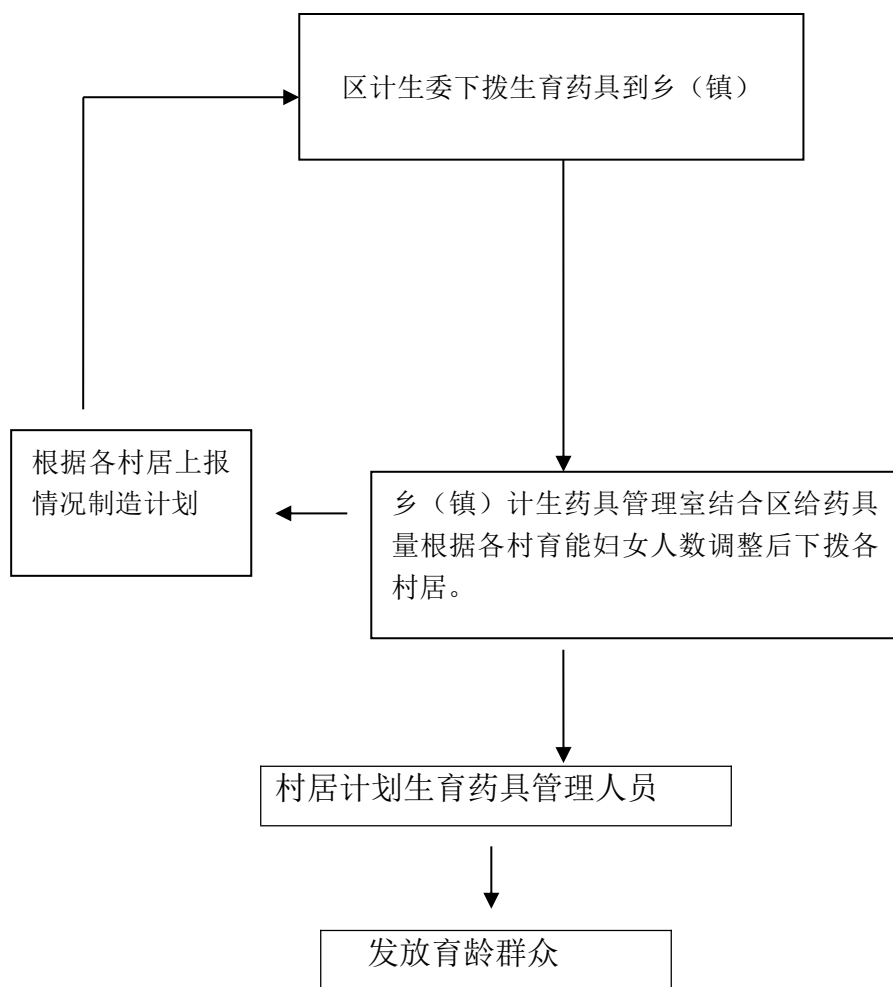 区计生委下拨生育药具到乡（镇）
根据各村居上报
情况制造计划
乡（镇）计生药具管理室结合区给药具
量根据各村育能妇女人数调整后下拨各
村居。
村居计划生育药具管理人员
发放育龄群众